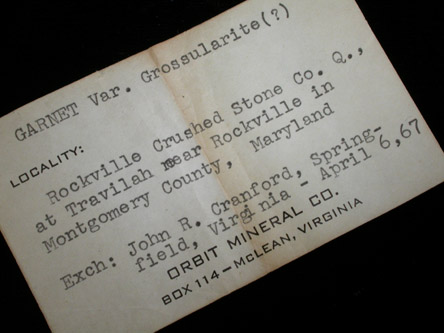 GARNET Var. Grossularite(?)
LOCALITY:
Rockville Crushed Stone Co. Q.,
at Travilah near Rockville in
Montgomery County, Maryland
Exch: John R. Cranford, Spring-
field, Virginia - April 6,67
ORBIT MINERAL CO.
BOX 114 — McLEAN, VIRGINIA